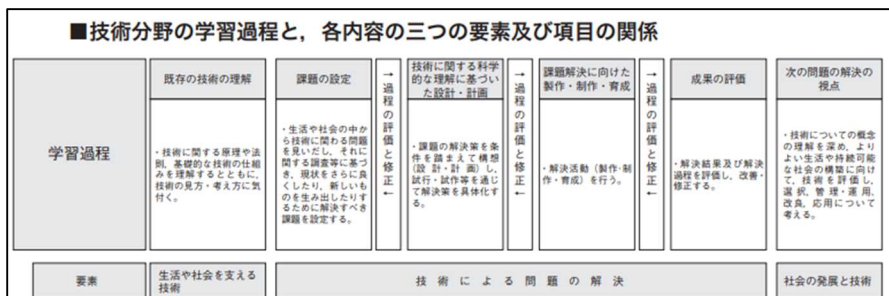 ■技術分野の学習過程と，各内容の三つの要素及び項目の関係
学習過程
既存の技術の理解
・技術に関する原理や法
則，基礎的な技術の仕組
みを理解するとともに，
技術の見方・考え方に気
付く。
課題の設定
・生活や社会の中か
ら技術に関わる問題
を見いだし，それに
関する調査等に基づ
き，現状をさらに良
くしたり，新しいも
のを生み出したりす
るために解決すべき
課題を設定する。
→過程の評価と修正←
技術に関する科学
的な理解に基づい
た設計・計画
・課題の解決策を条
件を踏まえて構想
（設計・計画）し，
試行・試作等を通じ
て解決策を具体化す
る。
→過程の評価と修正←
課題解決に向けた
製作・制作・育成
・解決活動（製作・制
作・育成）を行う。
→過程の評価と修正←
成果の評価
・解決結果及び解決
過程を評価し，改善・
修正する。
次の問題の解決の
視点
・技術についての概念
の理解を深め，より
よい生活や持続可能
な社会の構築に向け
て，技術を評価し，
選択，管理・運用，
改良，応用について
考える。
要素
生活や社会を支える
技術
技術による問題の解決
社会の発展と技術